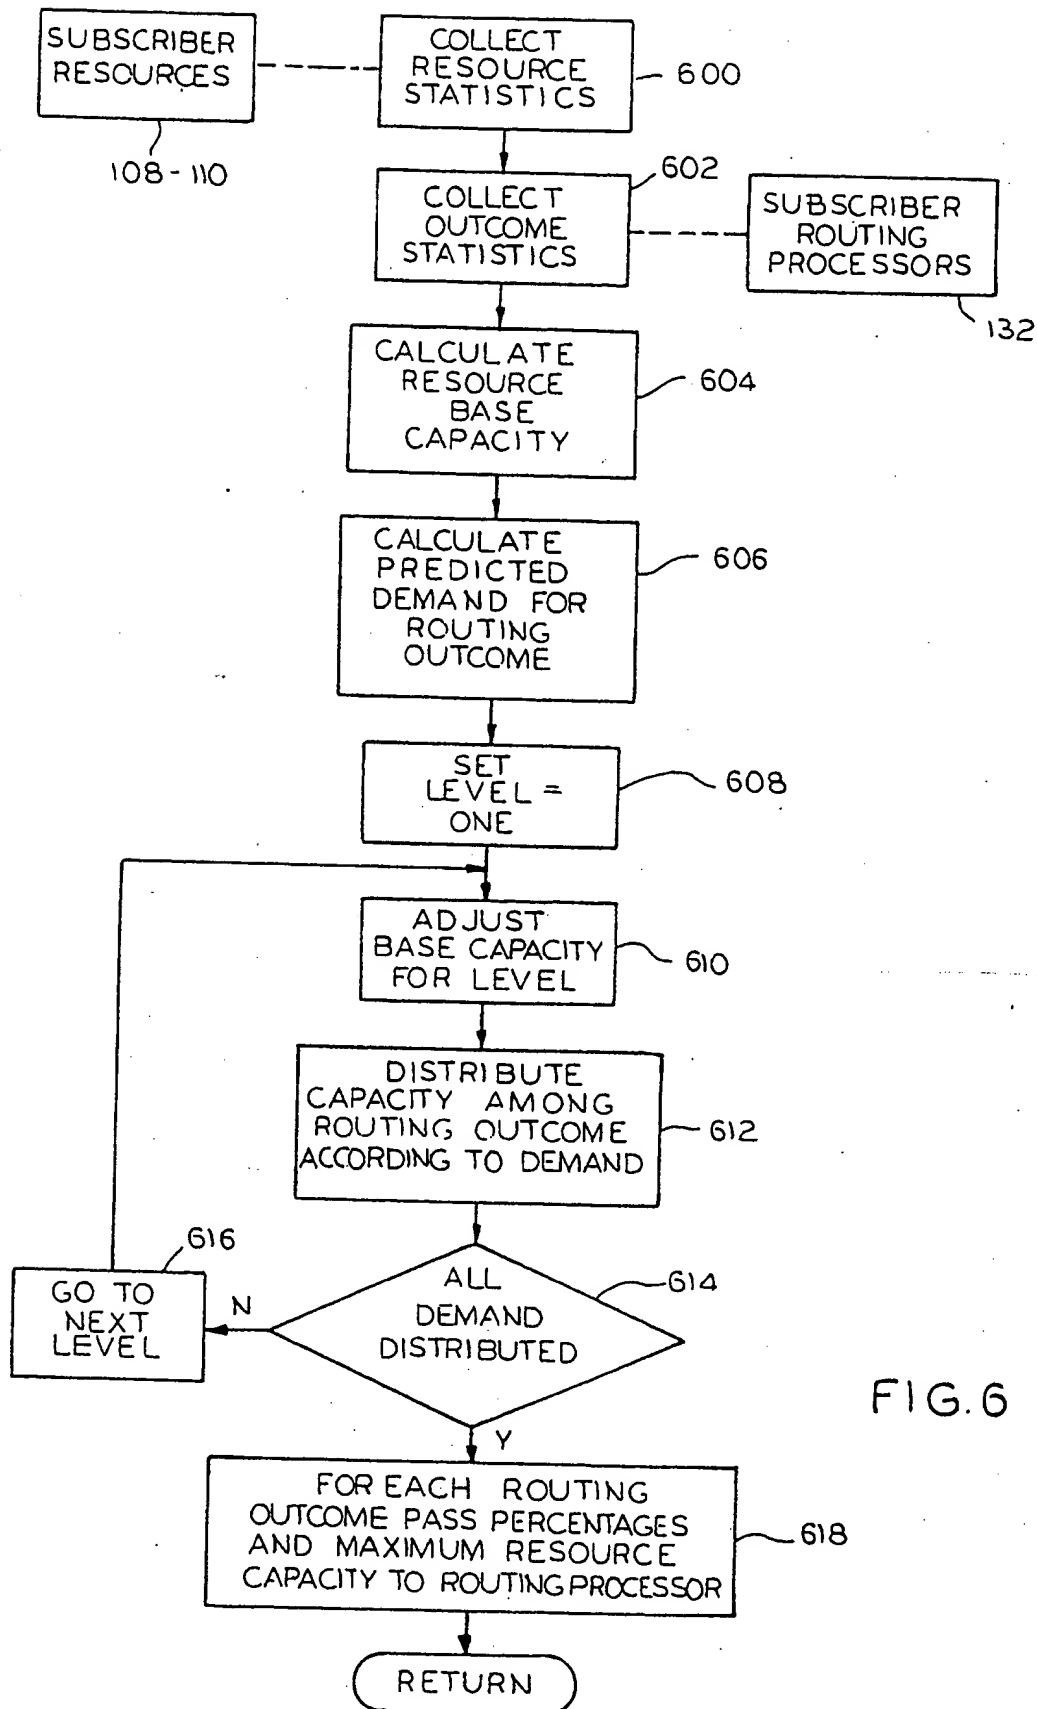 SUBSCRIBER
RESOURCES
108-110
COLLECT
RESOURCE
STATISTICS
600
COLLECT
OUTCOME
STATISTICS
602
SUBSCRIBER
ROUTING
PROCESSORS
132
CALCULATE
RESOURCE
BASE
CAPACITY
604
CALCULATE
PREDICTED
DEMAND FOR
ROUTING
OUTCOME
606
SET
LEVEL =
ONE
608
ADJUST
BASE CAPACITY
FOR LEVEL
610
DISTRIBUTE
CAPACITY AMONG
ROUTING OUTCOME
ACCORDING TO DEMAND
612
ALL
DEMAND
DISTRIBUTED
614
N
616
GO TO
NEXT
LEVEL
Y
FOR EACH ROUTING
OUTCOME PASS PERCENTAGES
AND MAXIMUM RESOURCE
CAPACITY TO ROUTING PROCESSOR
618
RETURN
FIG.6